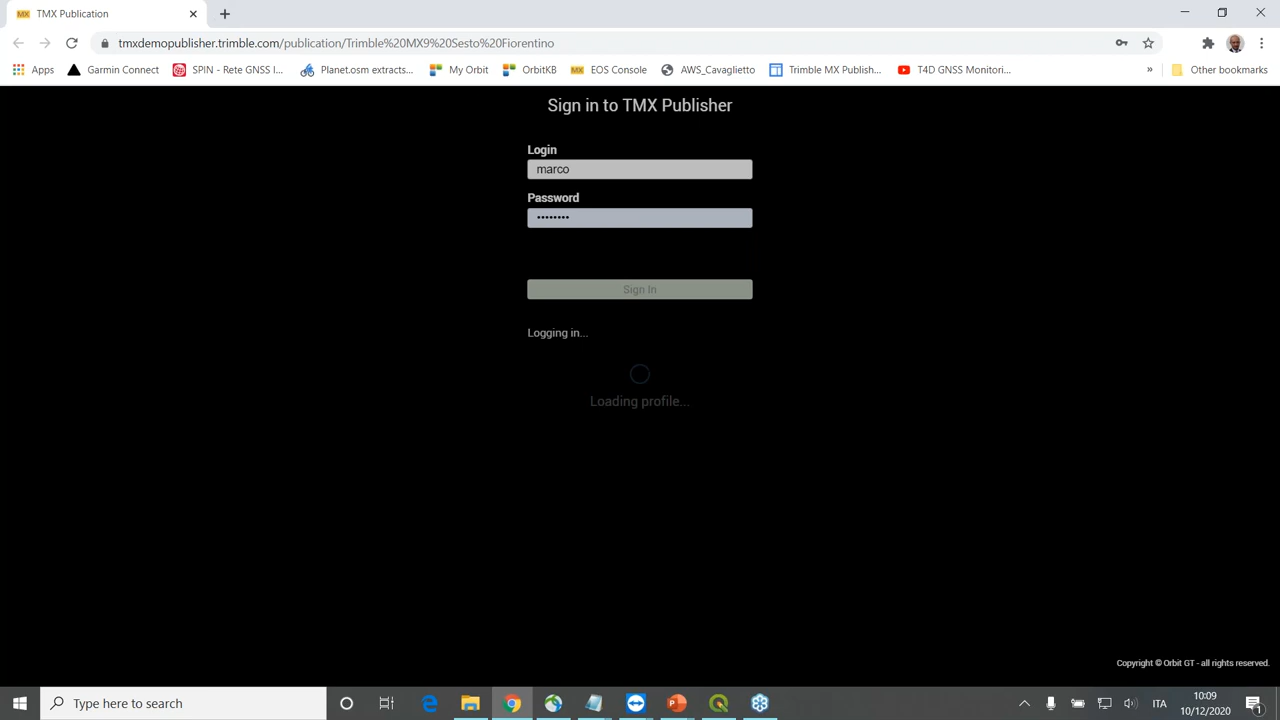 TMX Publication
tmxdemopublisher.trimble.com/publication/Trimble%20MX9%20Sesto%20Fiorentino
Apps Garmin Connect SPIN - Rete GNSS I... Planet.osm extracts... My Orbit OrbitKB EOS Console AWS_Caseglietto Trimble MX Publish... T4D GNSS Monitori... » Other bookmarks
Sign in to TMX Publisher
Login
marco
Password
••••••••
Sign In
Logging in...
Loading profile...
Copyright © Orbit GT - all rights reserved.
Type here to search
ITA
10:09
10/12/2020
1